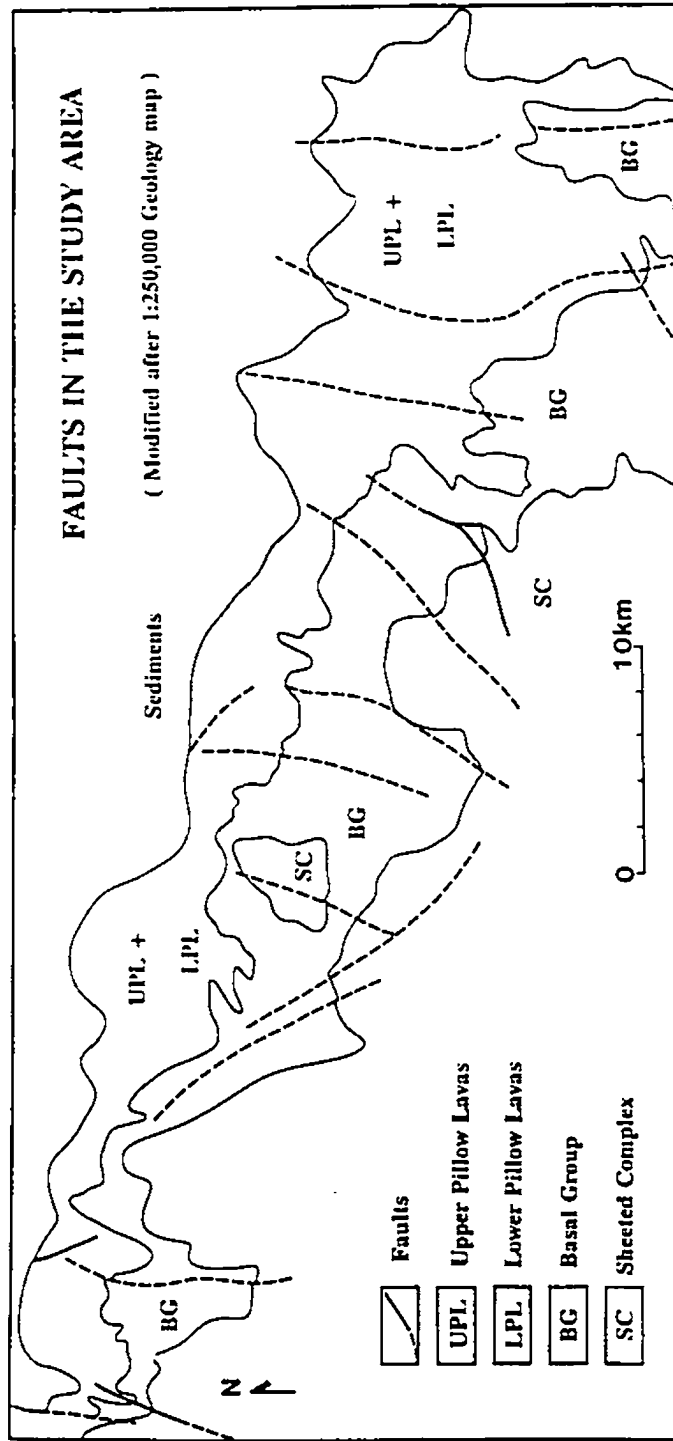 FAULTS IN THE STUDY AREA
( Modified after 1:250,000 Geology map )
Sediments
UPL +
LPL
UPL +
LPL
BG
SC
BG
BG
BG
SC
N
0
10km
Faults
UPL Upper Pillow Lavas
LPL Lower Pillow Lavas
BG Basal Group
SC Sheeted Complex